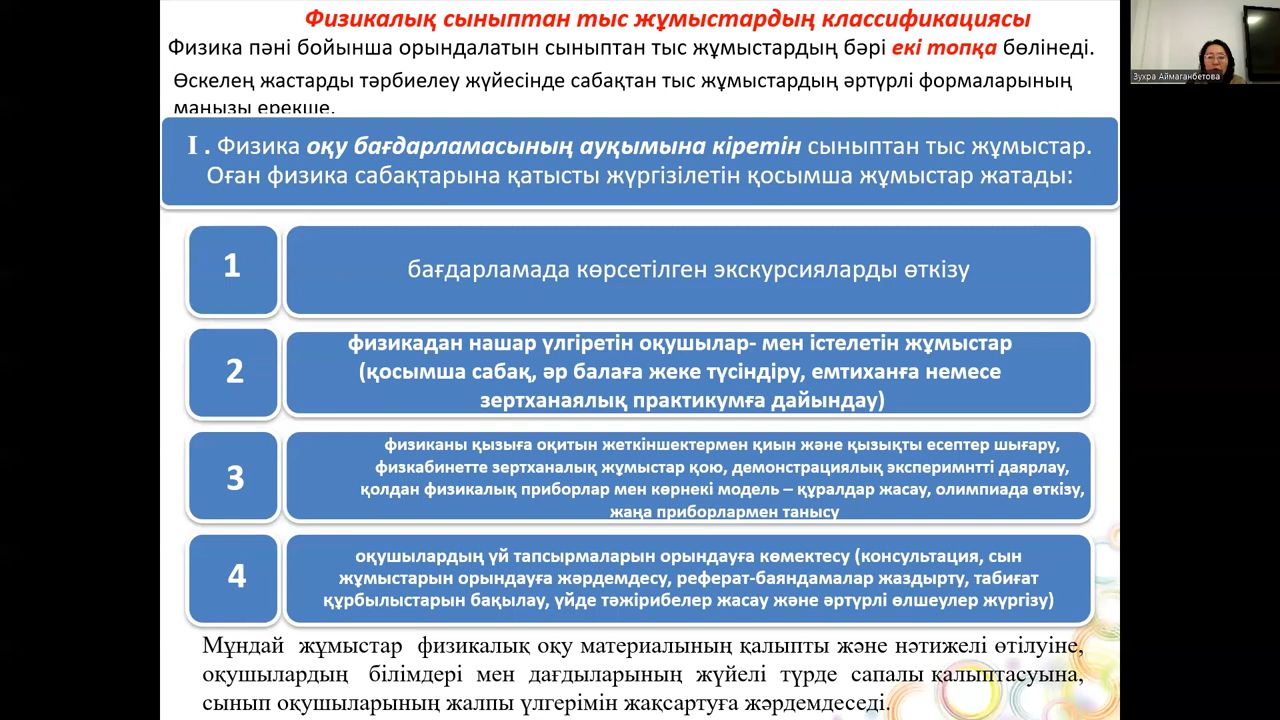 Физикалық сыныптан тыс жұмыстардың классификациясы
Физика пәні бойынша орындалатын сыныптан тыс жұмыстардың бәрі екі топқа бөлінеді.
Өскелең жастарды тәрбиелеу жүйесінде сабақтан тыс жұмыстардың әртүрлі формаларының
маңызы ерекше.
I . Физика оқу бағдарламасының ауқымына кіретін сыныптан тыс жұмыстар.
Оған физика сабақтарына қатысты жүргізілетін қосымша жұмыстар жатады:
1
бағдарламада көрсетілген экскурсияларды өткізу
2
физикадан нашар үлгіретін оқушылар- мен істелетін жұмыстар
(қосымша сабақ, әр балаға жеке түсіндіру, емтиханға немесе
зертханаялық практикумға дайындау)
3
физиканы қызыға оқитын жеткіншектермен қиын және қызықты есептер шығару,
физкабинетте зертханалық жұмыстар қою, демонстрациялық эксперимнтті даярлау,
қолдан физикалық приборлар мен көрнекі модель – құралдар жасау, олимпиада өткізу,
жаңа приборлармен танысу
4
оқушылардың үй тапсырмаларын орындауға көмектесу (консультация, сын
жұмыстарын орындауға жәрдемдесу, реферат-баяндамалар жаздырту, табиғат
құрбылыстарын бақылау, үйде тәжірибелер жасау және әртүрлі өлшеулер жүргізу)
Мұндай жұмыстар физикалық оқу материалының қалыпты және нәтижелі өтілуіне,
оқушылардың білімдері мен дағдыларының жүйелі түрде сапалы қалыптасуына,
сынып оқушыларының жалпы үлгерімін жақсартуға жәрдемдеседі.
Зухра Аймаганбетова